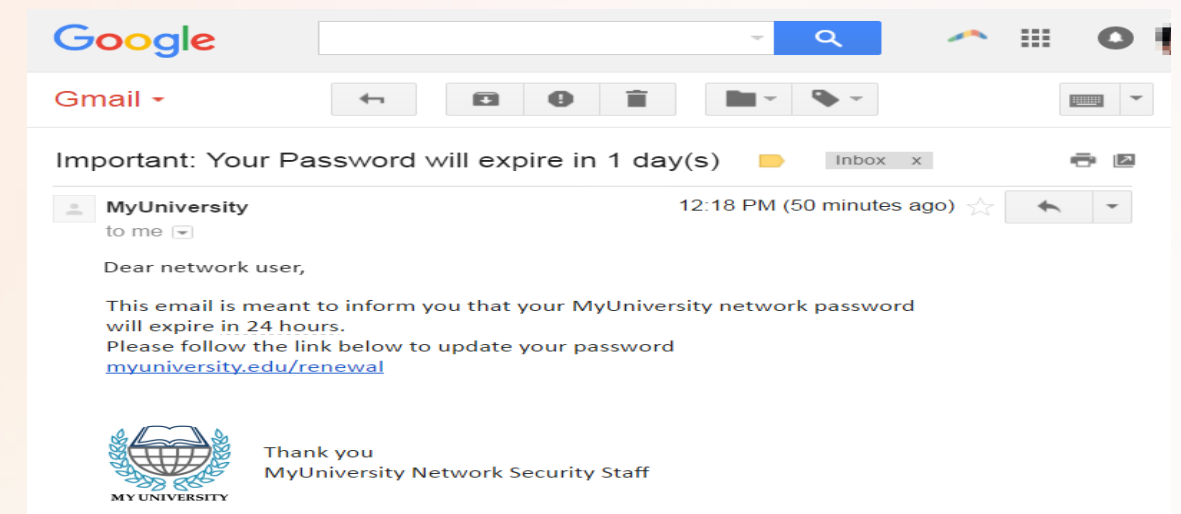 Google
Gmail
Important: Your Password will expire in 1 day(s)
Inbox x
MyUniversity
12:18 PM (50 minutes ago)
to me
Dear network user,
This email is meant to inform you that your MyUniversity network password
will expire in 24 hours.
Please follow the link below to update your password
myuniversity.edu/renewal
Thank you
MyUniversity Network Security Staff
MY UNIVERSITY